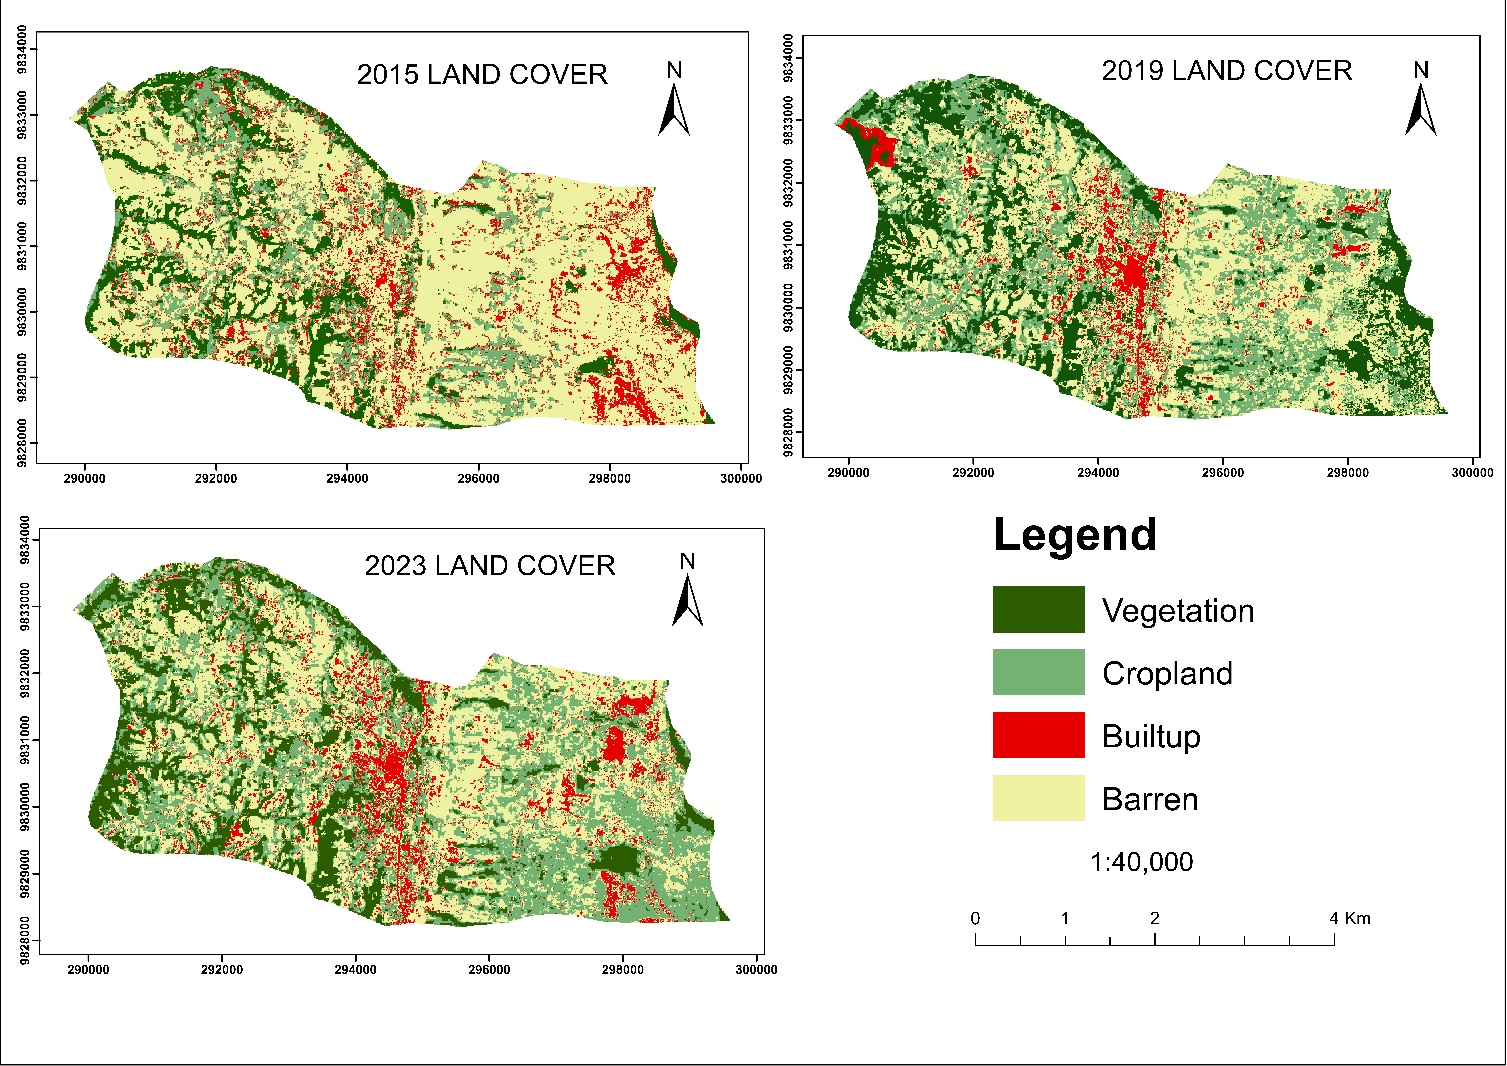 2015 LAND COVER
N
9834000
9833000
9832000
9831000
9830000
9829000
9828000
290000 292000 294000 296000 298000 300000
2019 LAND COVER
N
9834000
9833000
9832000
9831000
9830000
9829000
9828000
290000 292000 294000 296000 298000 300000
2023 LAND COVER
N
9834000
9833000
9832000
9831000
9830000
9829000
9828000
290000 292000 294000 296000 298000 300000
Legend
Vegetation
Cropland
Builtup
Barren
1:40,000
0 1 2 4 Km